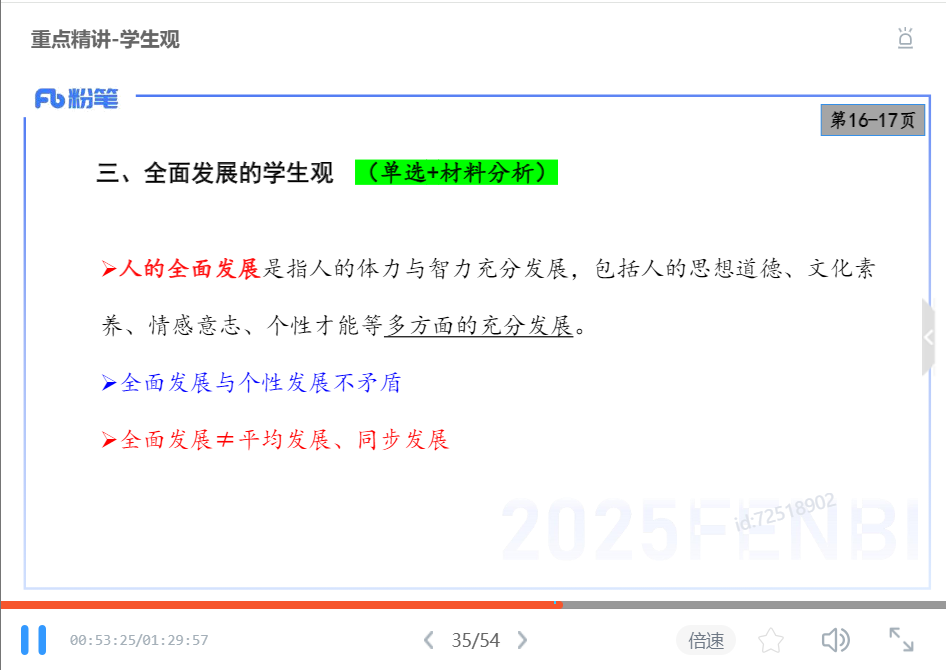 重点精讲-学生观
粉笔
第16-17页
三、全面发展的学生观 （单选+材料分析）
➢人的全面发展是指人的体力与智力充分发展，包括人的思想道德、文化素
养、情感意志、个性才能等多方面的充分发展。
➢全面发展与个性发展不矛盾
➢全面发展≠平均发展、同步发展
2025FENBI
id:72518902
00:53:25/01:29:57
35/54
倍速